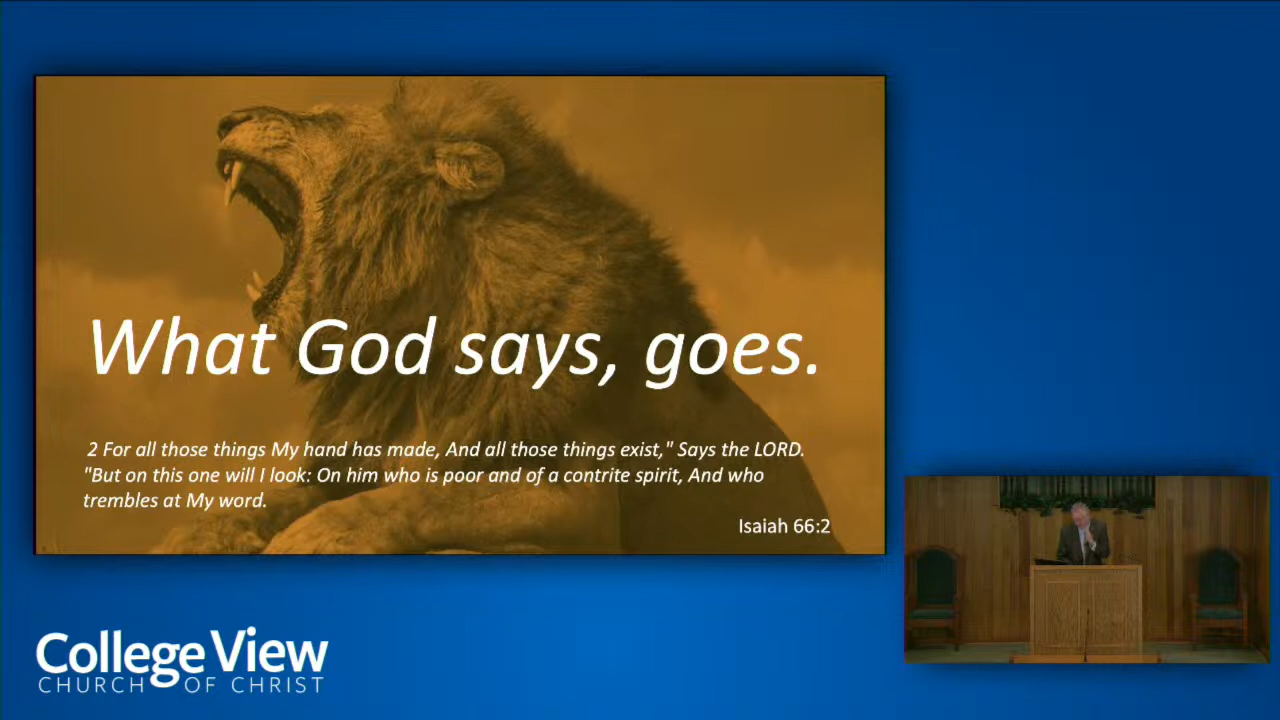 What God says, goes.
2 For all those things My hand has made, And all those things exist," Says the LORD.
"But on this one will I look: On him who is poor and of a contrite spirit, And who
trembles at My word.
Isaiah 66:2
College View
CHURCH OF CHRIST